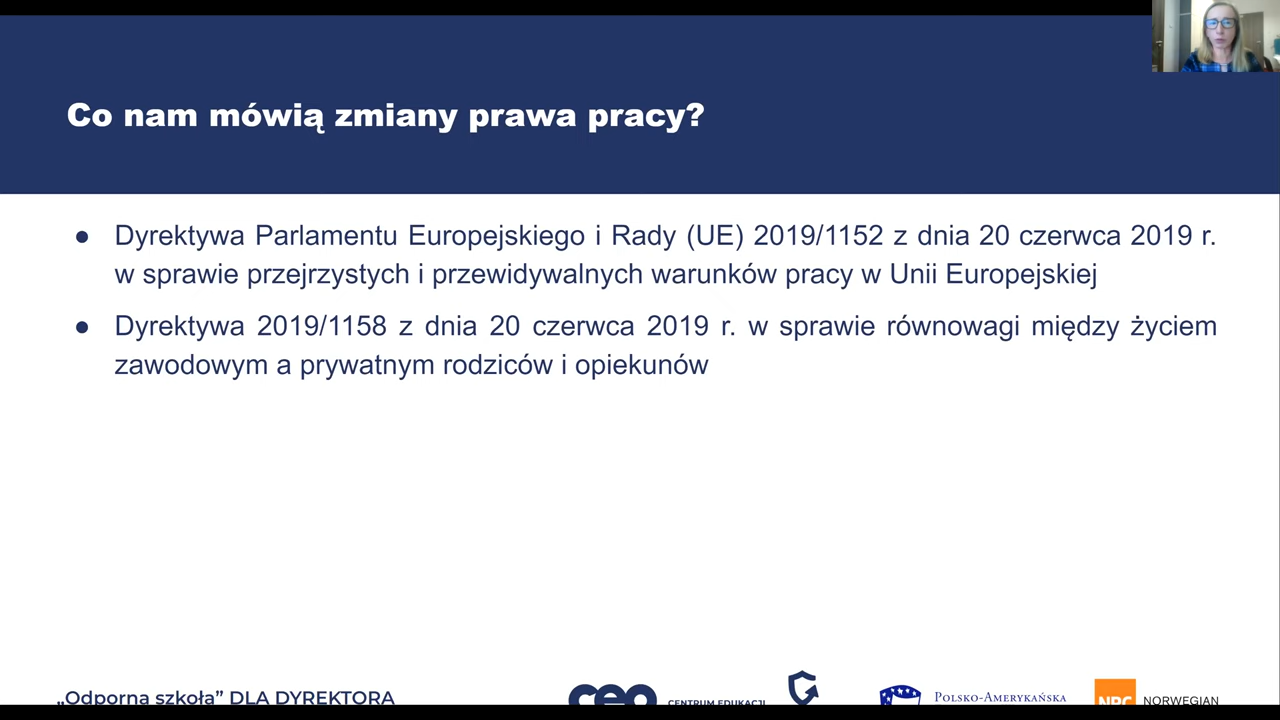 Co nam mówią zmiany prawa pracy?
● Dyrektywa Parlamentu Europejskiego i Rady (UE) 2019/1152 z dnia 20 czerwca 2019 r.
w sprawie przejrzystych i przewidywalnych warunków pracy w Unii Europejskiej
● Dyrektywa 2019/1158 z dnia 20 czerwca 2019 r. w sprawie równowagi między życiem
zawodowym a prywatnym rodziców i opiekunów
„Odporna szkoła” DLA DYREKTORA
ceo CENTRUM EDUKACJI
POLSKO-AMERYKAŃSKA
NRC NORWEGIAN